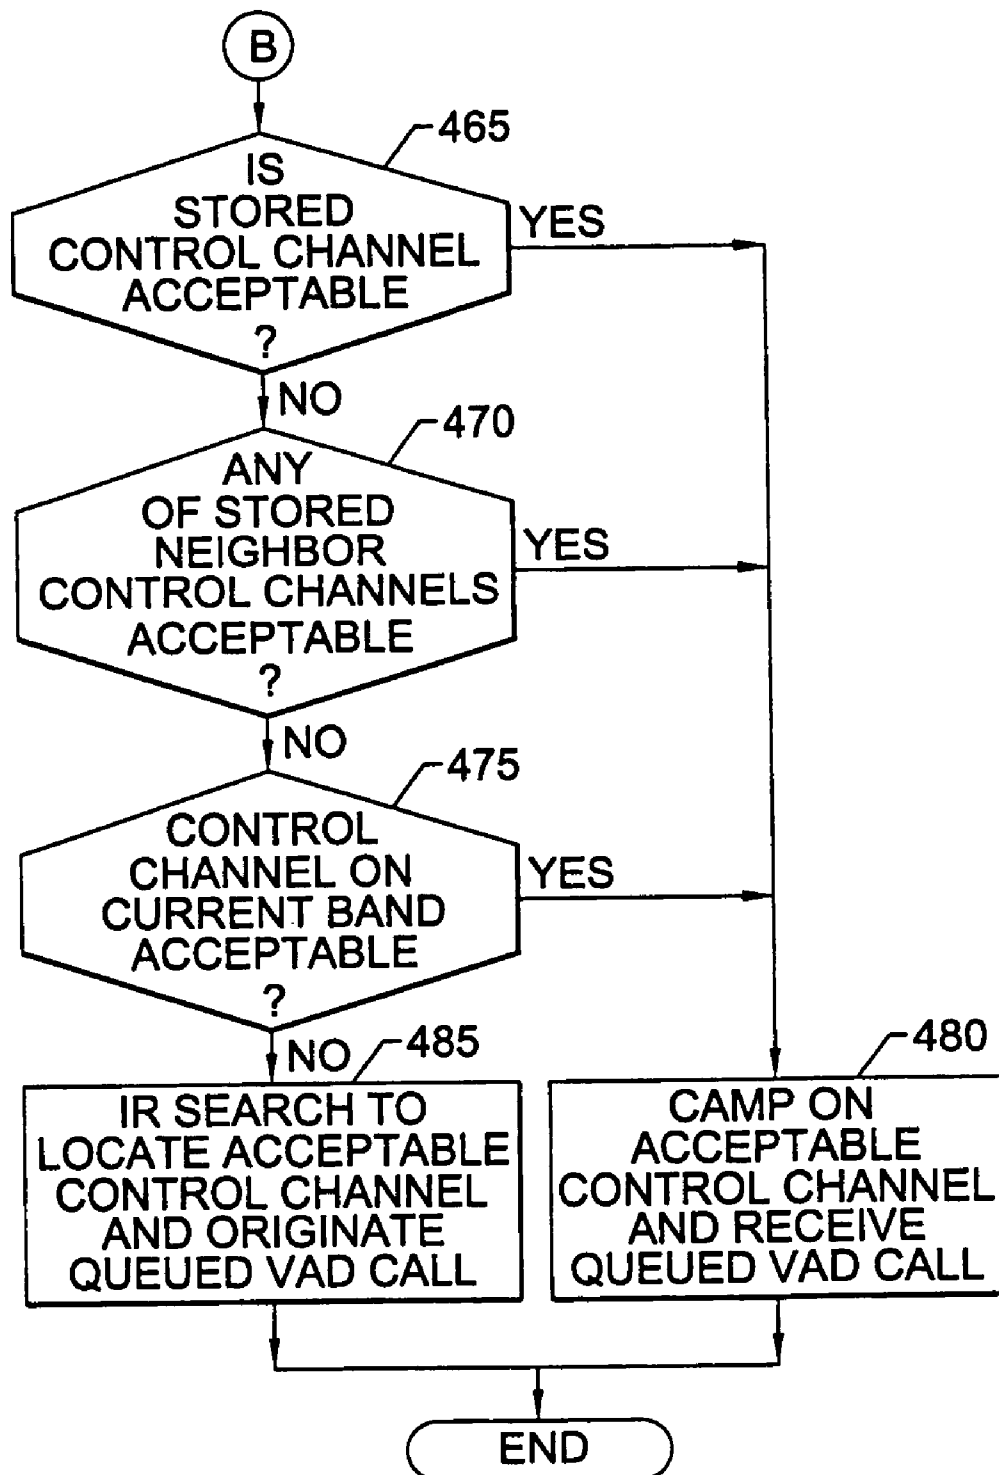 B
465
IS
STORED
CONTROL CHANNEL
ACCEPTABLE
?
YES
NO
470
ANY
OF STORED
NEIGHBOR
CONTROL CHANNELS
ACCEPTABLE
?
YES
NO
475
CONTROL
CHANNEL ON
CURRENT BAND
ACCEPTABLE
?
YES
NO
485
IR SEARCH TO
LOCATE ACCEPTABLE
CONTROL CHANNEL
AND ORIGINATE
QUEUED VAD CALL
480
CAMP ON
ACCEPTABLE
CONTROL CHANNEL
AND RECEIVE
QUEUED VAD CALL
END